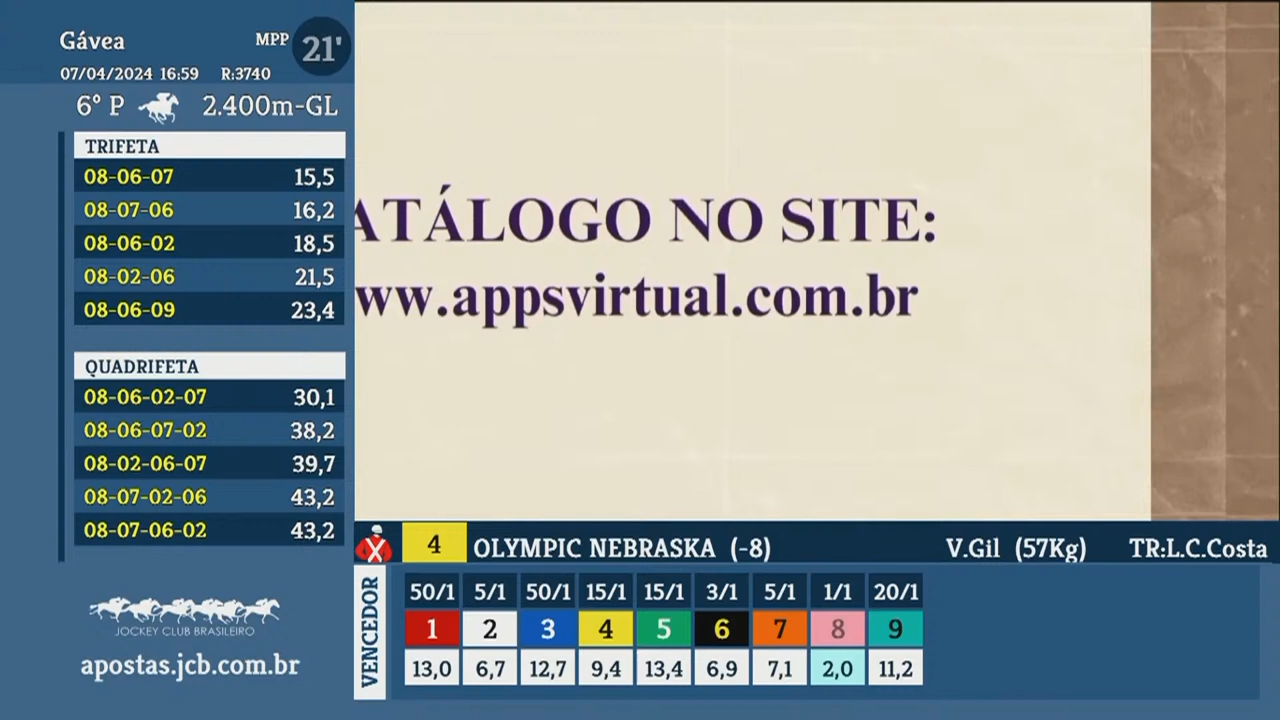 Gávea
MPP 21'
07/04/2024 16:59 R:3740
6° P 2.400m-GL
TRIFETA
08-06-07 15,5
08-07-06 16,2
08-06-02 18,5
08-02-06 21,5
08-06-09 23,4
QUADRIFETA
08-06-02-07 30,1
08-06-07-02 38,2
08-02-06-07 39,7
08-07-02-06 43,2
08-07-06-02 43,2
JOCKEY CLUB BRASILEIRO
apostas.jcb.com.br
ATÁLOGO NO SITE:
ww.appsvirtual.com.br
4 OLYMPIC NEBRASKA (-8) V.Gil (57Kg) TR:L.C.Costa
VENCEDOR
50/1 5/1 50/1 15/1 15/1 3/1 5/1 1/1 20/1
1 2 3 4 5 6 7 8 9
13,0 6,7 12,7 9,4 13,4 6,9 7,1 2,0 11,2